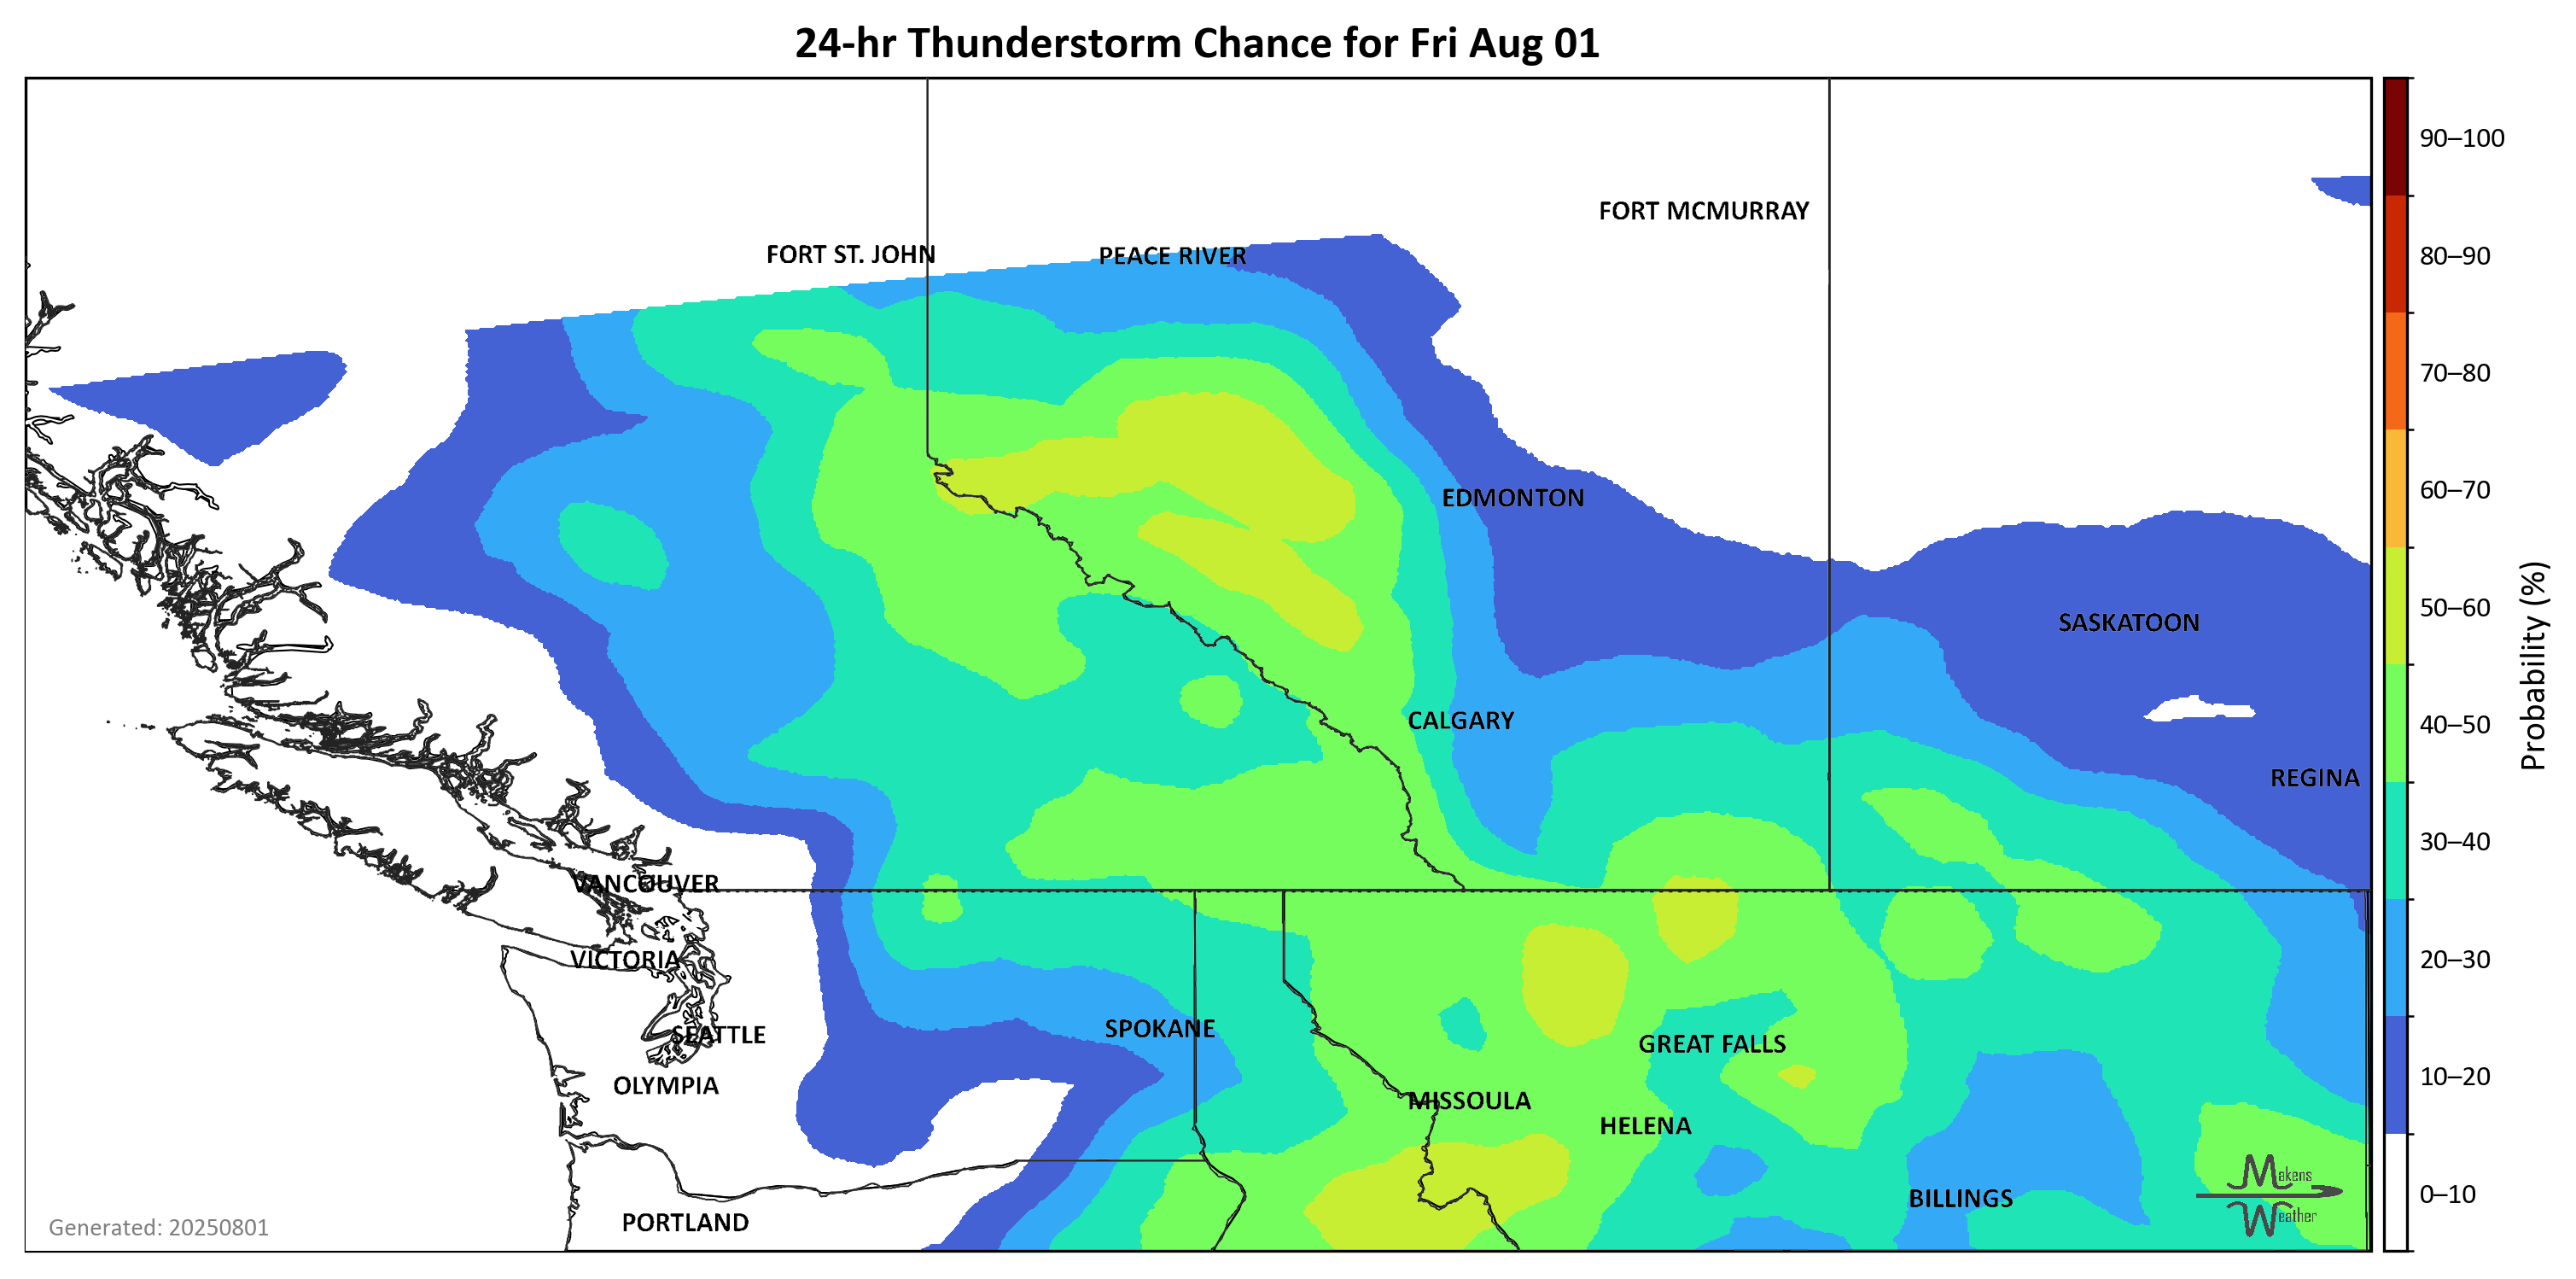 24-hr Thunderstorm Chance for Fri Aug 01
90–100
FORT MCMURRAY
FORT ST. JOHN
PEACE RIVER
80–90
70–80
EDMONTON
60–70
50–60
SASKATOON
Probability (%)
CALGARY
40–50
REGINA
30–40
VANCOUVER
VICTORIA
20–30
SEATTLE
SPOKANE
GREAT FALLS
OLYMPIA
10–20
MISSOULA
HELENA
Makens
Weather
0–10
BILLINGS
PORTLAND
Generated: 20250801